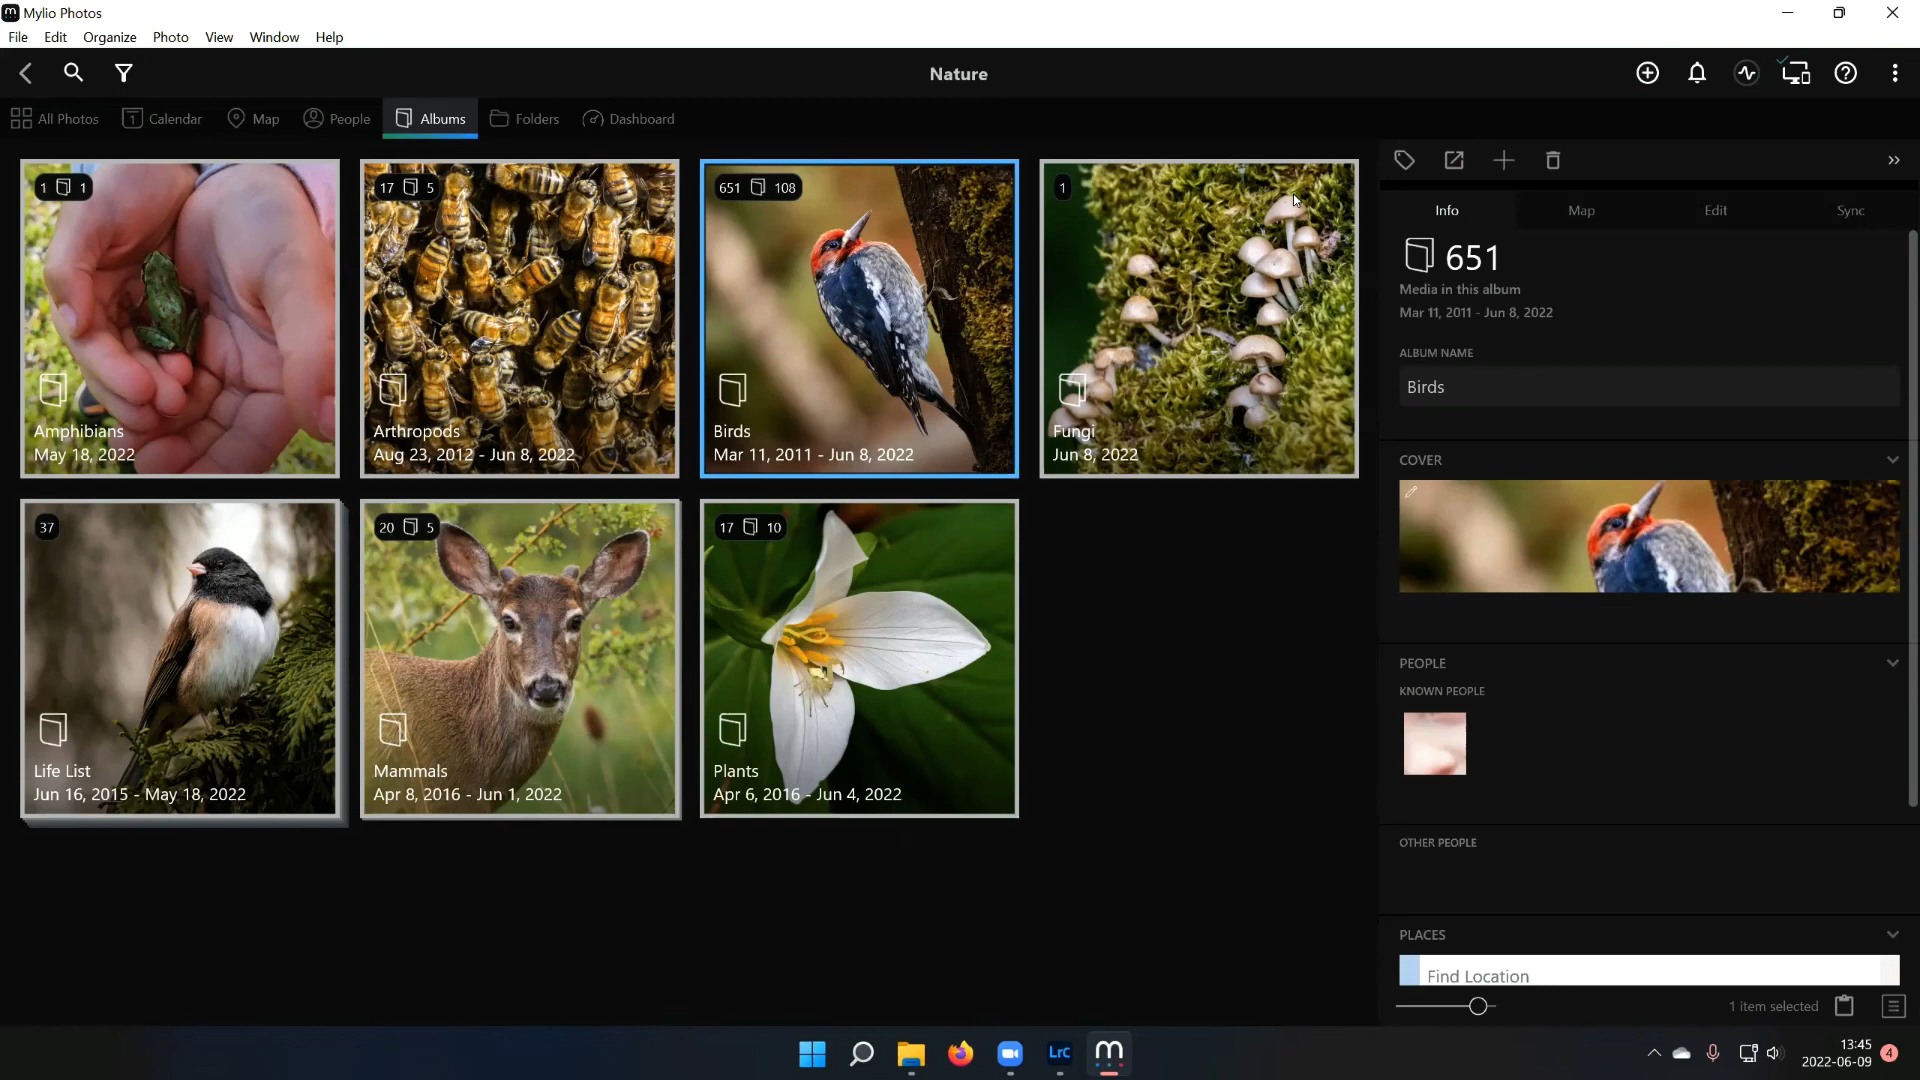 Mylio Photos
File Edit Organize Photo View Window Help
Nature
All Photos Calendar Map People Albums Folders Dashboard
1 1
Amphibians
May 18, 2022
17 5
Arthropods
Aug 23, 2012 - Jun 8, 2022
651 108
Birds
Mar 11, 2011 - Jun 8, 2022
1
Fungi
Jun 8, 2022
37
Life List
Jun 16, 2015 - May 18, 2022
20 5
Mammals
Apr 8, 2016 - Jun 1, 2022
17 10
Plants
Apr 6, 2016 - Jun 4, 2022
Info Map Edit Sync
651
Media in this album
Mar 11, 2011 - Jun 8, 2022
ALBUM NAME
Birds
COVER
PEOPLE
KNOWN PEOPLE
OTHER PEOPLE
PLACES
Find Location
1 item selected
LrC
13:45
2022-06-09
4